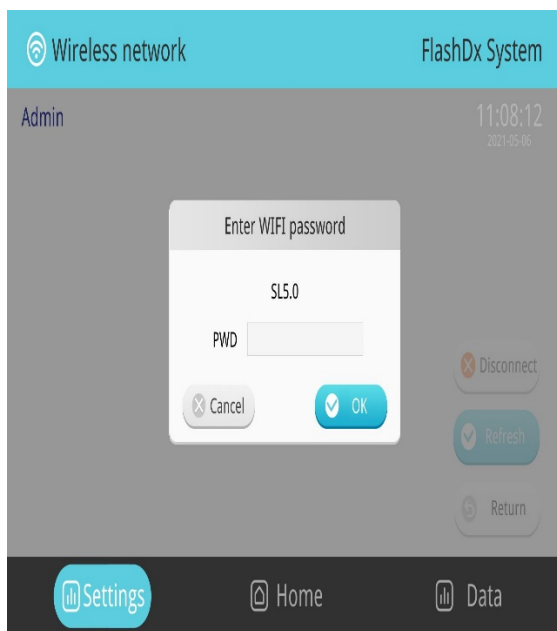 Wireless network
FlashDx System
Admin
11:08:12
2021-05-06
Enter WIFI password
SL5.0
PWD
Cancel
OK
Disconnect
Refresh
Return
Settings
Home
Data